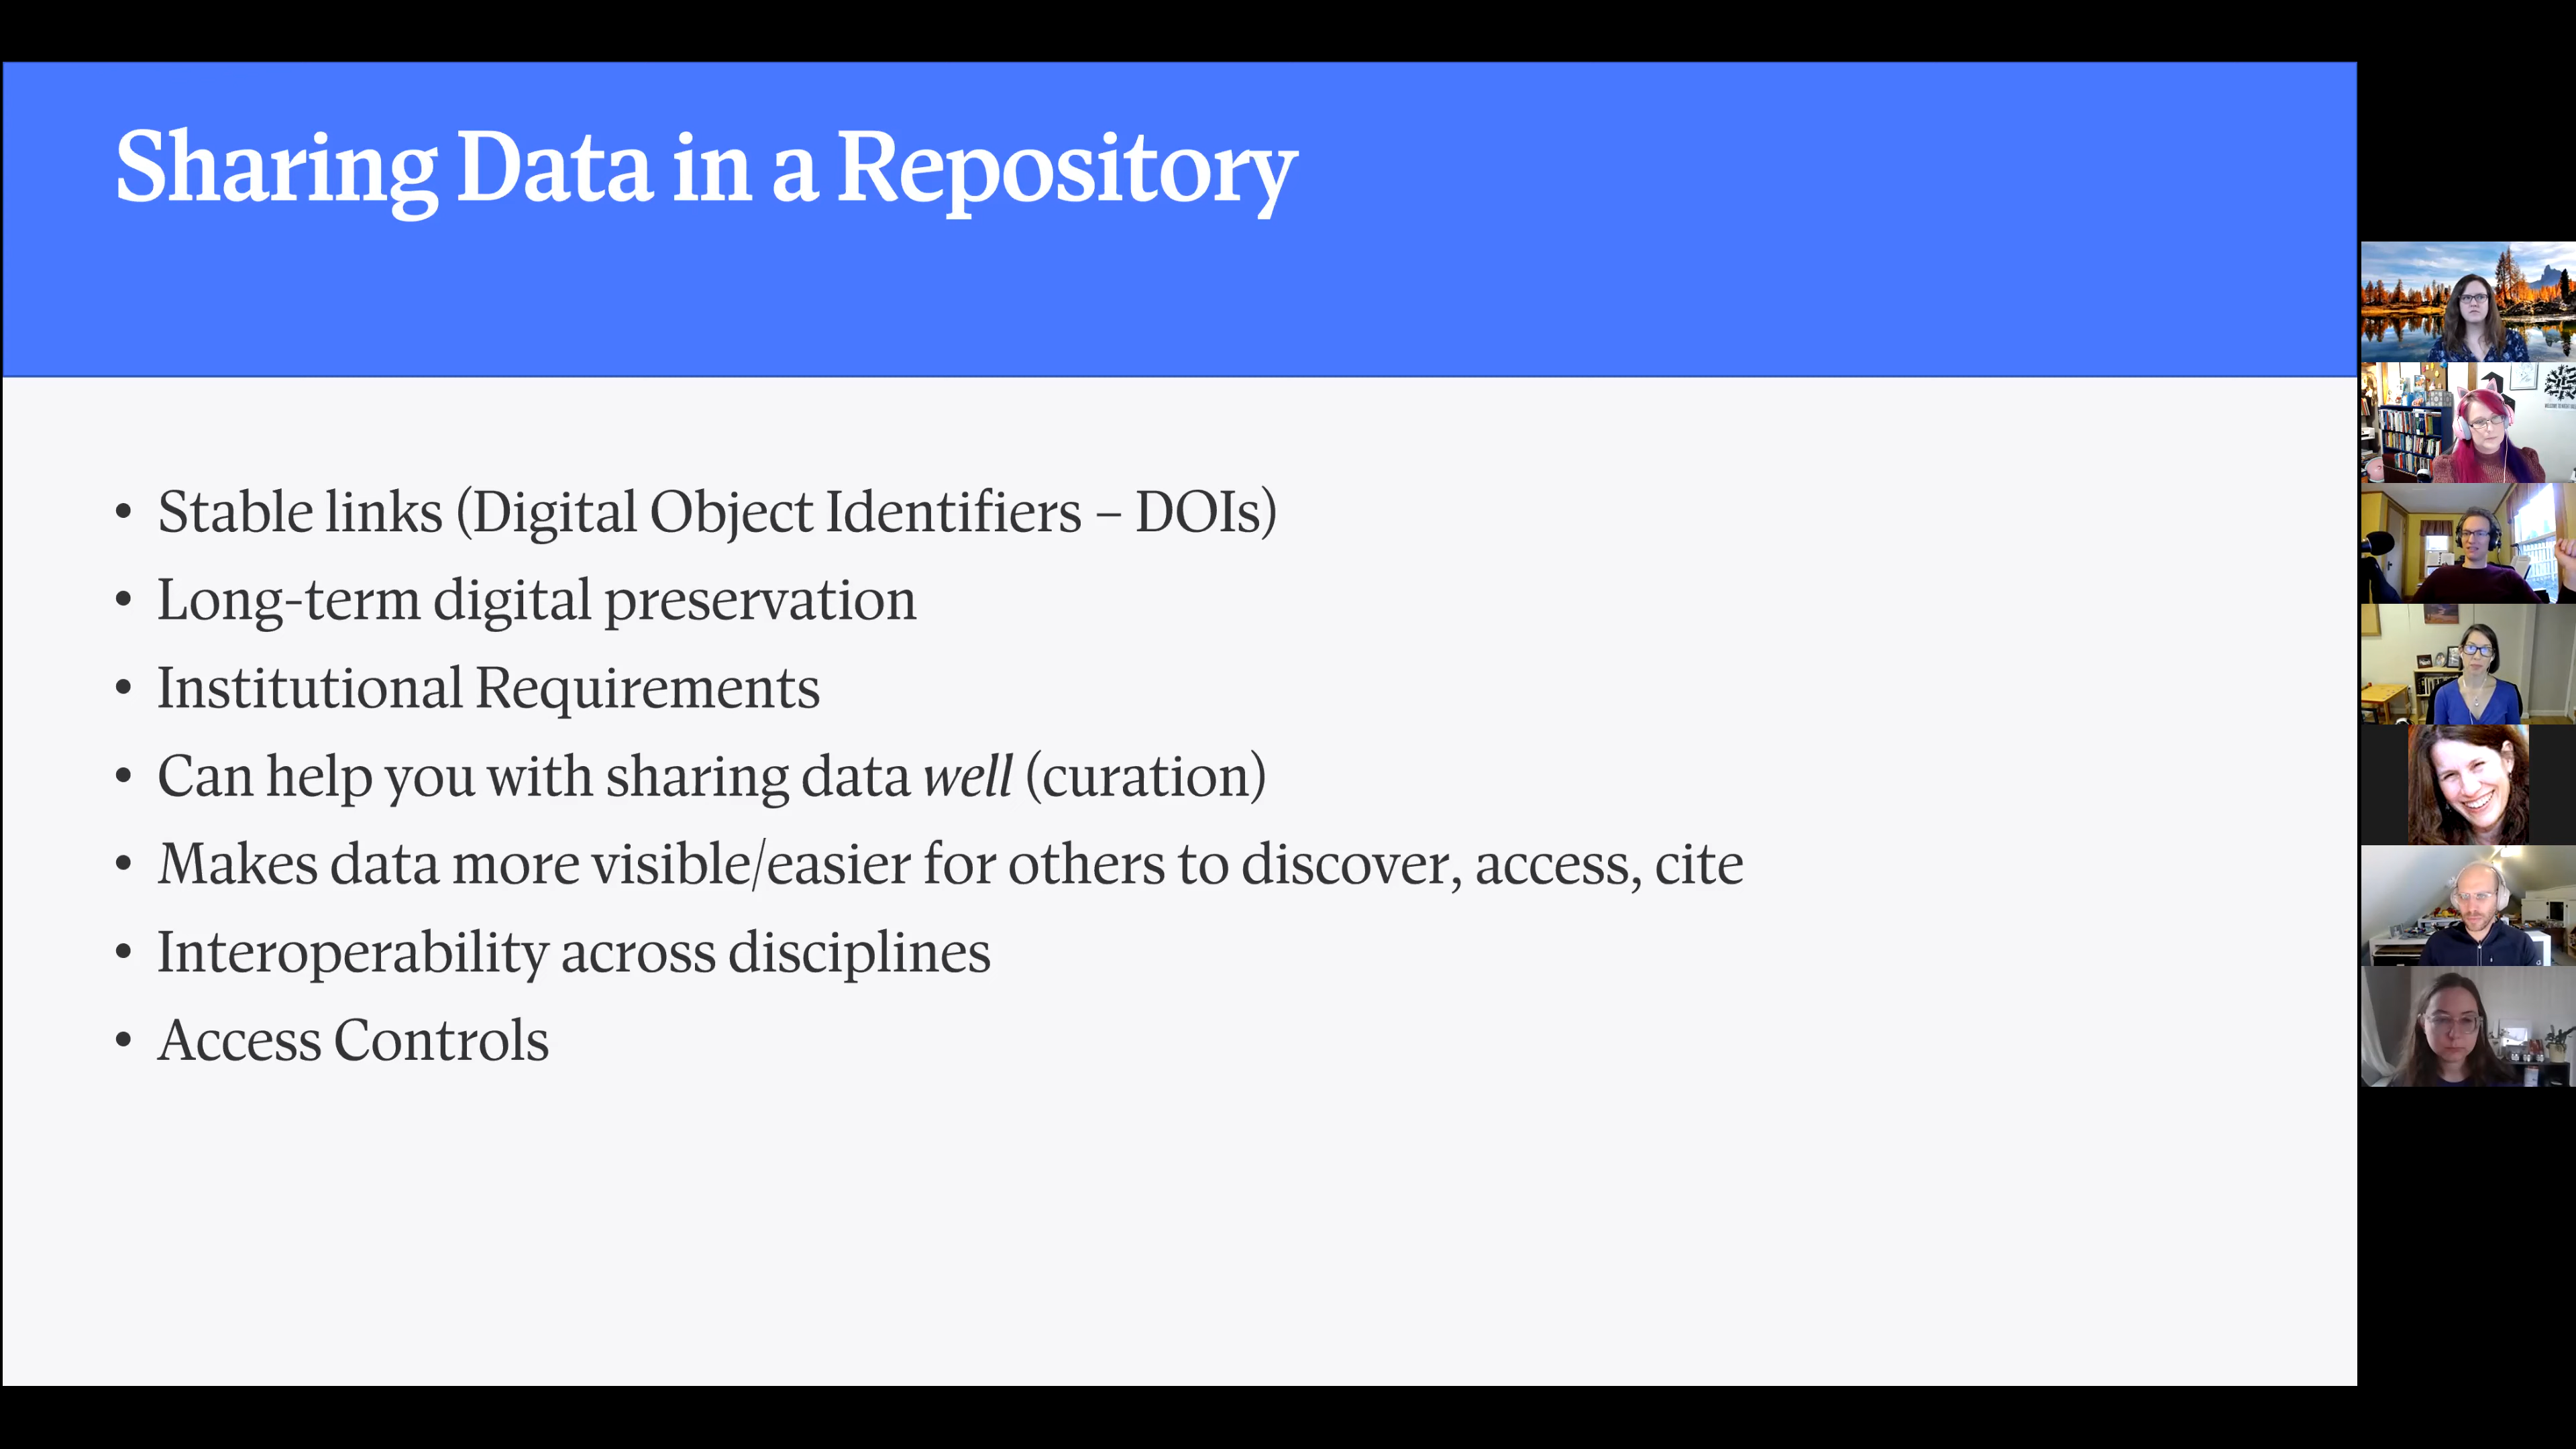 Sharing Data in a Repository
• Stable links (Digital Object Identifiers – DOIs)
• Long-term digital preservation
• Institutional Requirements
• Can help you with sharing data well (curation)
• Makes data more visible/easier for others to discover, access, cite
• Interoperability across disciplines
• Access Controls